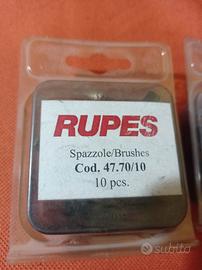 RUPES
Spazzole/Brushes
Cod. 47.70/10
10 pcs.
subito